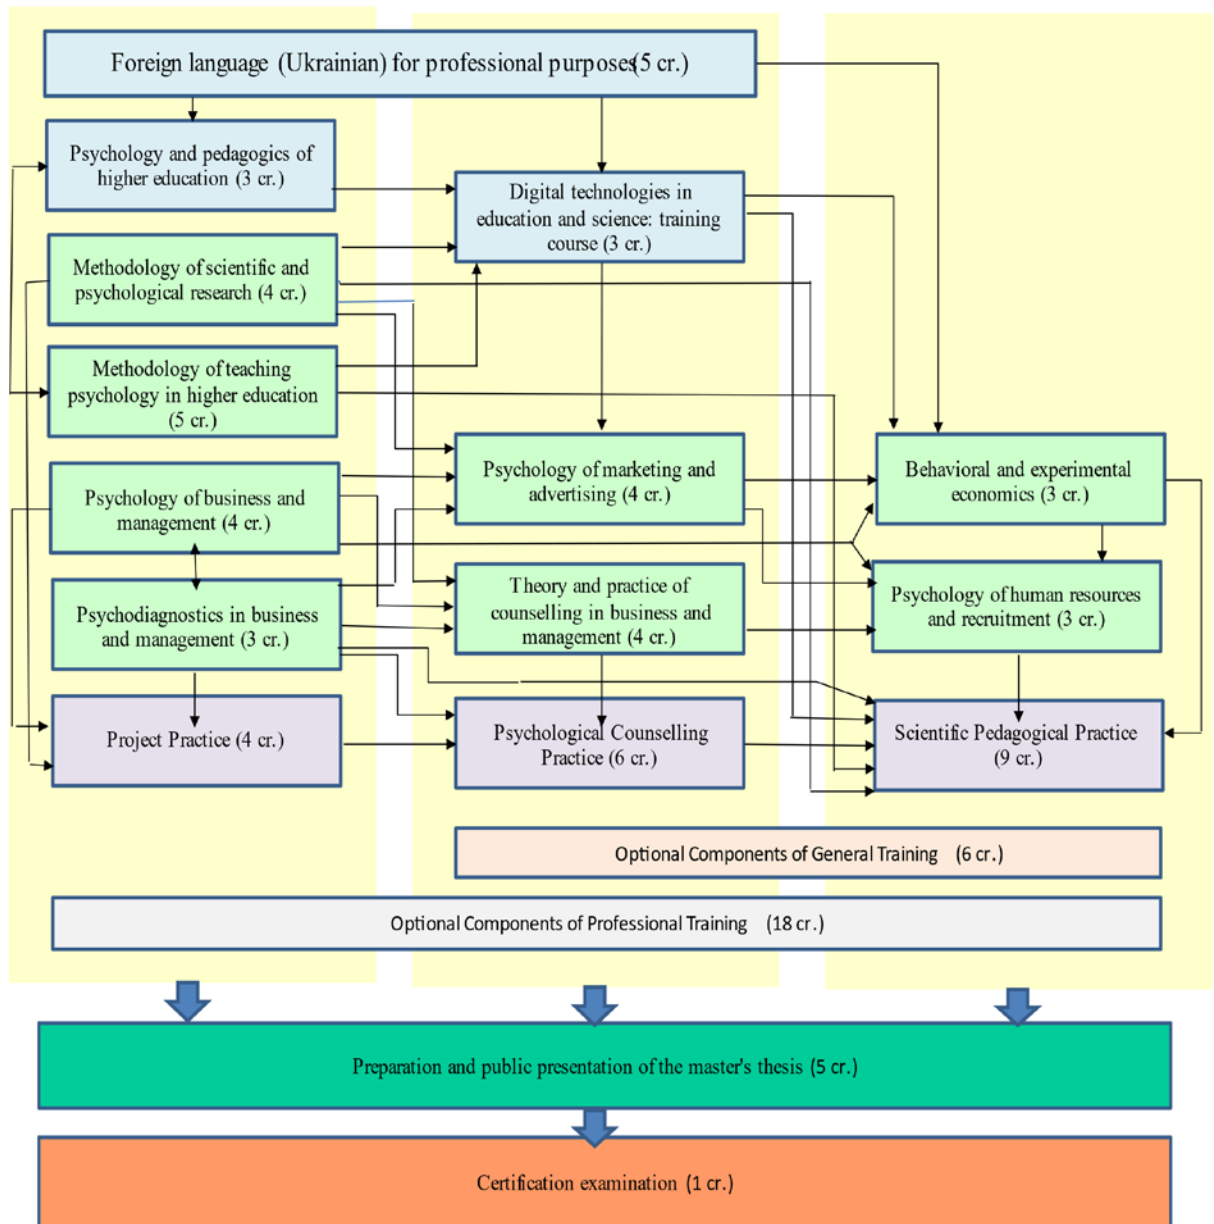 Foreign language (Ukrainian) for professional purposes(5 cr.)
Psychology and pedagogics of
higher education (3 cr.)
Digital technologies in
education and science: training
course (3 cr.)
Methodology of scientific and
psychological research (4 cr.)
Methodology of teaching
psychology in higher education
(5 cr.)
Psychology of marketing and
advertising (4 cr.)
Behavioral and experimental
economics (3 cr.)
Psychology of business and
management (4 cr.)
Theory and practice of
counselling in business and
management (4 cr.)
Psychology of human resources
and recruitment (3 cr.)
Psychodiagnostics in business
and management (3 cr.)
Project Practice (4 cr.)
Psychological Counselling
Practice (6 cr.)
Scientific Pedagogical Practice
(9 cr.)
Optional Components of General Training (6 cr.)
Optional Components of Professional Training (18 cr.)
Preparation and public presentation of the master's thesis (5 cr.)
Certification examination (1 cr.)